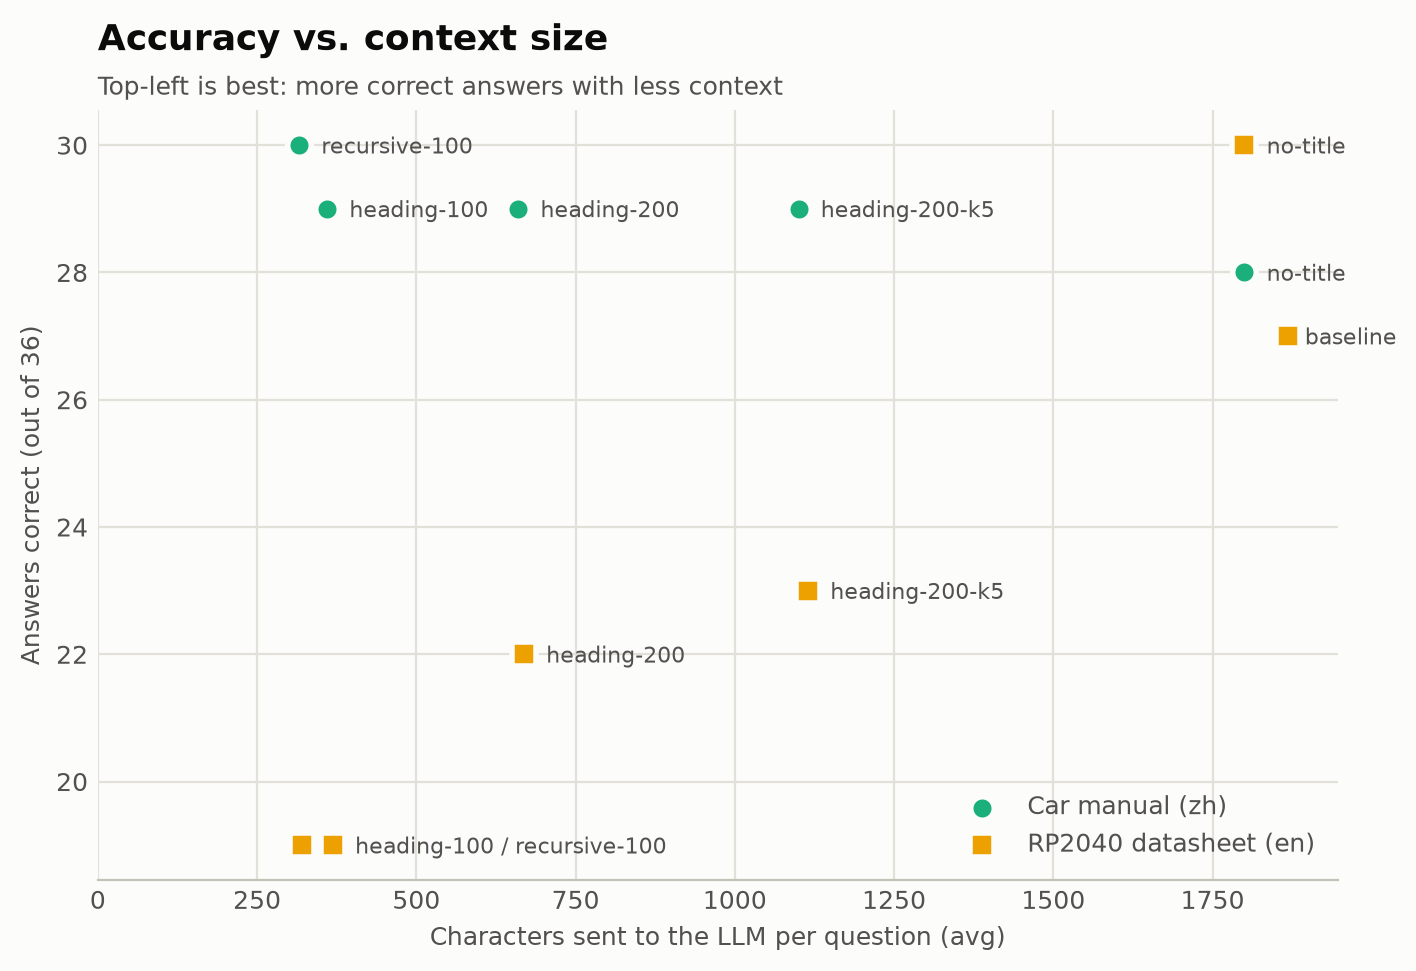 Accuracy vs. context size
Top-left is best: more correct answers with less context
Answers correct (out of 36)
30
28
26
24
22
20
recursive-100
no-title
heading-100
heading-200
heading-200-k5
no-title
baseline
heading-200-k5
heading-200
heading-100 / recursive-100
Car manual (zh)
RP2040 datasheet (en)
0 250 500 750 1000 1250 1500 1750
Characters sent to the LLM per question (avg)